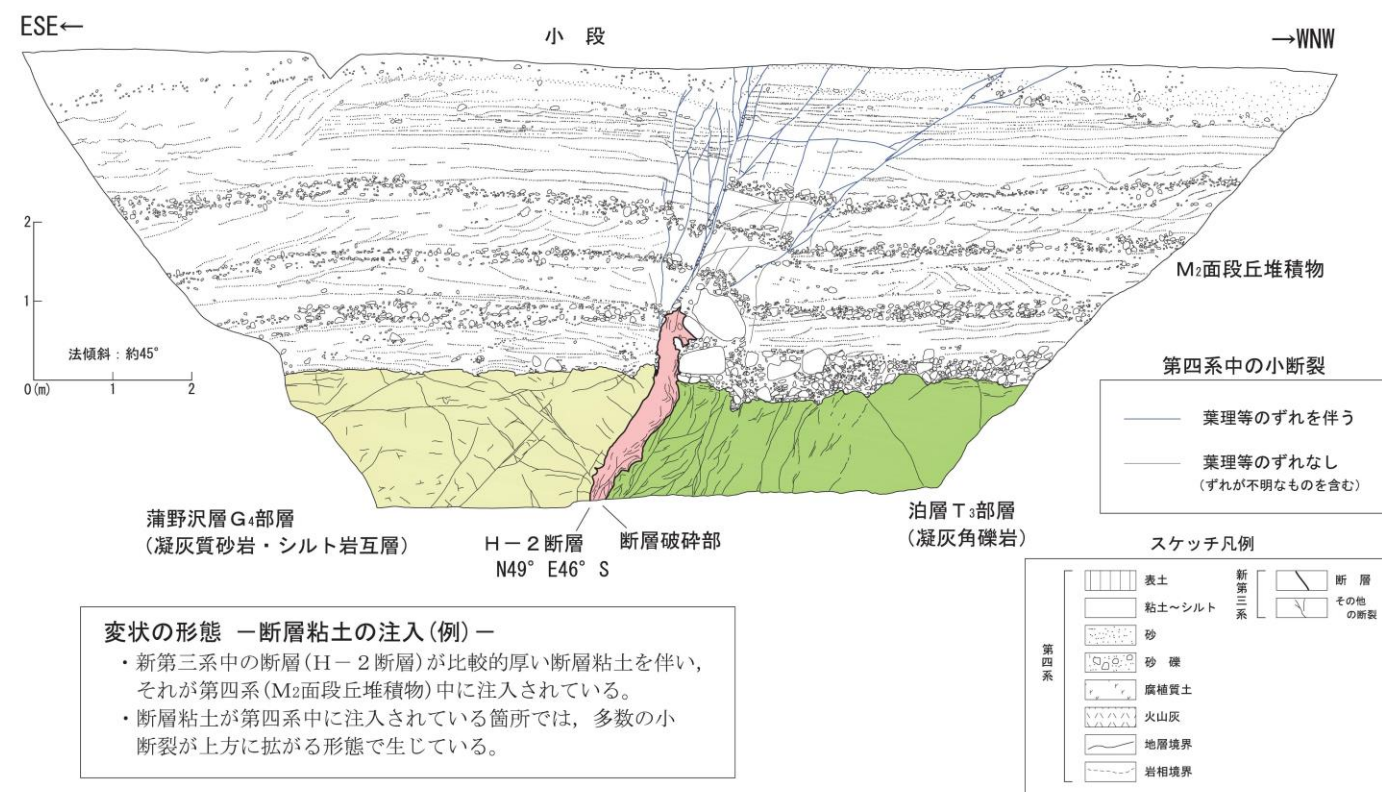 ESE←
小 段
→WNW
2
1
法傾斜：約45°
0(m)
1
2
M₂面段丘堆積物
蒲野沢層G₄部層
(凝灰質砂岩・シルト岩互層)
H－2断層
N49° E46° S
断層破砕部
泊層T₃部層
(凝灰角礫岩)
第四系中の小断裂
葉理等のずれを伴う
葉理等のずれなし
(ずれが不明なものを含む)
変状の形態 －断層粘土の注入(例)－
・新第三系中の断層(H－2断層)が比較的厚い断層粘土を伴い，
それが第四系(M₂面段丘堆積物)中に注入されている。
・断層粘土が第四系中に注入されている箇所では，多数の小
断裂が上方に拡がる形態で生じている。
スケッチ凡例
第四系
表土
粘土～シルト
砂
砂 礫
腐植質土
火山灰
地層境界
岩相境界
新第三系
断 層
その他
の断裂